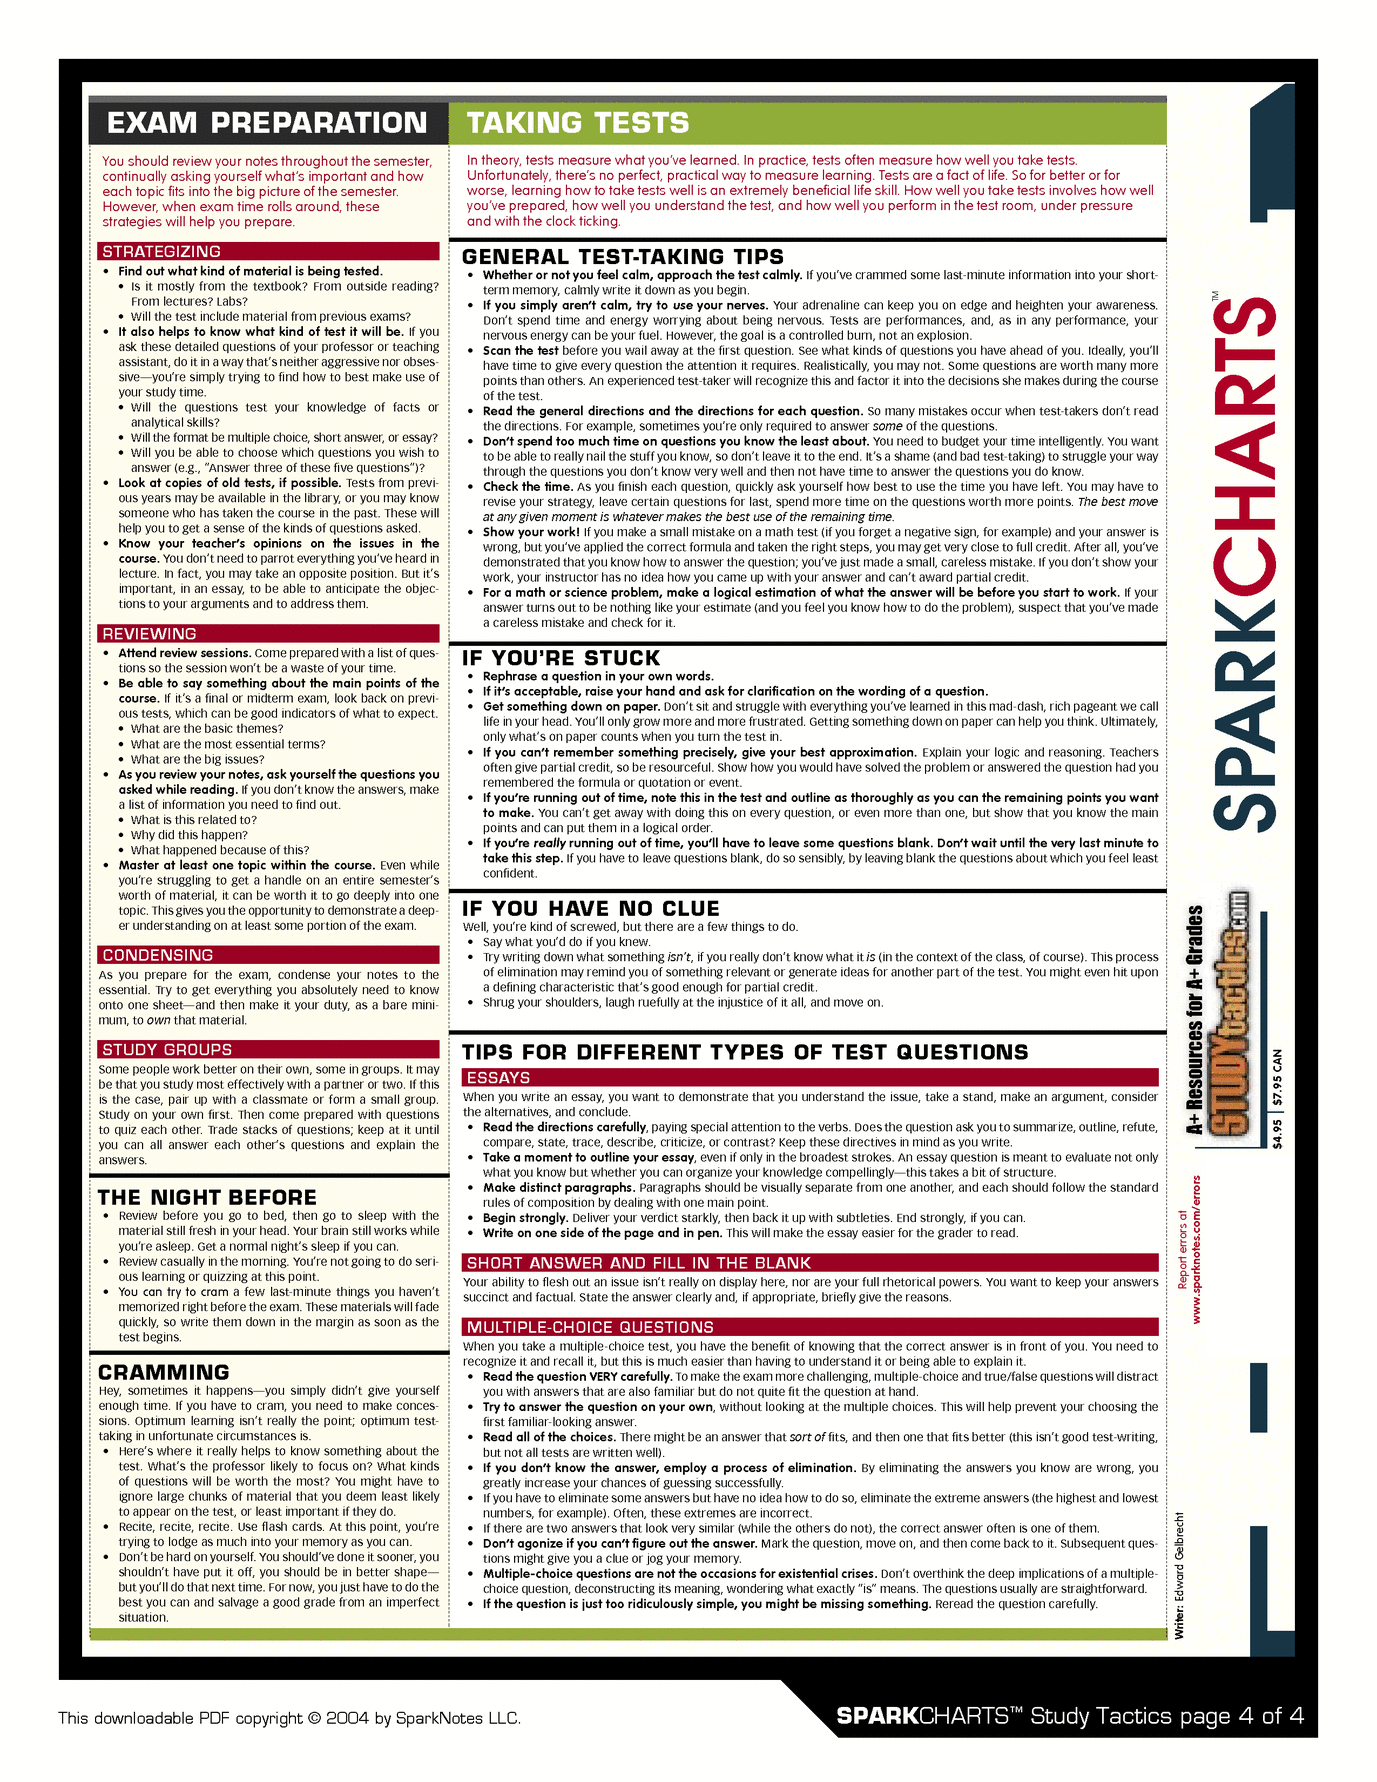 EXAM PREPARATION
You should review your notes throughout the semester,
continually asking yourself what's important and how
each topic fits into the big picture of the semester.
However, when exam time rolls around, these
strategies will help you prepare.
STRATEGIZING
• Find out what kind of material is being tested.
• Is it mostly from the textbook? From outside reading?
From lectures? Labs?
• Will the test include material from previous exams?
• It also helps to know what kind of test it will be. If you
ask these detailed questions of your professor or teaching
assistant, do it in a way that's neither aggressive nor obses-
sive—you're simply trying to find how to best make use of
your study time.
• Will the questions test your knowledge of facts or
analytical skills?
• Will the format be multiple choice, short answer, or essay?
• Will you be able to choose which questions you wish to
answer (e.g., "Answer three of these five questions")?
• Look at copies of old tests, if possible. Tests from previ-
ous years may be available in the library, or you may know
someone who has taken the course in the past. These will
help you to get a sense of the kinds of questions asked.
• Know your teacher's opinions on the issues in the
course. You don't need to parrot everything you've heard in
lecture. In fact, you may take an opposite position. But it's
important, in an essay, to be able to anticipate the objec-
tions to your arguments and to address them.
REVIEWING
• Attend review sessions. Come prepared with a list of ques-
tions so the session won't be a waste of your time.
• Be able to say something about the main points of the
course. If it's a final or midterm exam, look back on previ-
ous tests, which can be good indicators of what to expect.
• What are the basic themes?
• What are the most essential terms?
• What are the big issues?
• As you review your notes, ask yourself the questions you
asked while reading. If you don't know the answers, make
a list of information you need to find out.
• What is this related to?
• Why did this happen?
• What happened because of this?
• Master at least one topic within the course. Even while
you're struggling to get a handle on an entire semester's
worth of material, it can be worth it to go deeply into one
topic. This gives you the opportunity to demonstrate a deep-
er understanding on at least some portion of the exam.
CONDENSING
As you prepare for the exam, condense your notes to the
essential. Try to get everything you absolutely need to know
onto one sheet—and then make it your duty, as a bare mini-
mum, to own that material.
STUDY GROUPS
Some people work better on their own, some in groups. It may
be that you study most effectively with a partner or two. If this
is the case, pair up with a classmate or form a small group.
Study on your own first. Then come prepared with questions
to quiz each other. Trade stacks of questions; keep at it until
you can all answer each other's questions and explain the
answers.
THE NIGHT BEFORE
• Review before you go to bed, then go to sleep with the
material still fresh in your head. Your brain still works while
you're asleep. Get a normal night's sleep if you can.
• Review casually in the morning. You're not going to do seri-
ous learning or quizzing at this point.
• You can try to cram a few last-minute things you haven't
memorized right before the exam. These materials will fade
quickly, so write them down in the margin as soon as the
test begins.
CRAMMING
Hey, sometimes it happens—you simply didn't give yourself
enough time. If you have to cram, you need to make conces-
sions. Optimum learning isn't really the point; optimum test-
taking in unfortunate circumstances is.
• Here's where it really helps to know something about the
test. What's the professor likely to focus on? What kinds
of questions will be worth the most? You might have to
ignore large chunks of material that you deem least likely
to appear on the test, or least important if they do.
• Recite, recite, recite. Use flash cards. At this point, you're
trying to lodge as much into your memory as you can.
• Don't be hard on yourself. You should've done it sooner, you
shouldn't have put it off, you should be in better shape—
but you'll do that next time. For now, you just have to do the
best you can and salvage a good grade from an imperfect
situation.
TAKING TESTS
In theory, tests measure what you've learned. In practice, tests often measure how well you take tests.
Unfortunately, there's no perfect, practical way to measure learning. Tests are a fact of life. So for better or for
worse, learning how to take tests well is an extremely beneficial life skill. How well you take tests involves how well
you've prepared, how well you understand the test, and how well you perform in the test room, under pressure
and with the clock ticking.
GENERAL TEST-TAKING TIPS
• Whether or not you feel calm, approach the test calmly. If you've crammed some last-minute information into your short-
term memory, calmly write it down as you begin.
• If you simply aren't calm, try to use your nerves. Your adrenaline can keep you on edge and heighten your awareness.
Don't spend time and energy worrying about being nervous. Tests are performances, and, as in any performance, your
nervous energy can be your fuel. However, the goal is a controlled burn, not an explosion.
• Scan the test before you wail away at the first question. See what kinds of questions you have ahead of you. Ideally, you'll
have time to give every question the attention it requires. Realistically, you may not. Some questions are worth many more
points than others. An experienced test-taker will recognize this and factor it into the decisions she makes during the course
of the test.
• Read the general directions and the directions for each question. So many mistakes occur when test-takers don't read
the directions. For example, sometimes you're only required to answer some of the questions.
• Don't spend too much time on questions you know the least about. You need to budget your time intelligently. You want
to be able to really nail the stuff you know, so don't leave it to the end. It's a shame (and bad test-taking) to struggle your way
through the questions you don't know very well and then not have time to answer the questions you do know.
• Check the time. As you finish each question, quickly ask yourself how best to use the time you have left. You may have to
revise your strategy, leave certain questions for last, spend more time on the questions worth more points. The best move
at any given moment is whatever makes the best use of the remaining time.
• Show your work! If you make a small mistake on a math test (if you forget a negative sign, for example) and your answer is
wrong, but you've applied the correct formula and taken the right steps, you may get very close to full credit. After all, you've
demonstrated that you know how to answer the question; you've just made a small, careless mistake. If you don't show your
work, your instructor has no idea how you came up with your answer and can't award partial credit.
• For a math or science problem, make a logical estimation of what the answer will be before you start to work. If your
answer turns out to be nothing like your estimate (and you feel you know how to do the problem), suspect that you've made
a careless mistake and check for it.
IF YOU'RE STUCK
• Rephrase a question in your own words.
• If it's acceptable, raise your hand and ask for clarification on the wording of a question.
• Get something down on paper. Don't sit and struggle with everything you've learned in this mad-dash, rich pageant we call
life in your head. You'll only grow more and more frustrated. Getting something down on paper can help you think. Ultimately,
only what's on paper counts when you turn the test in.
• If you can't remember something precisely, give your best approximation. Explain your logic and reasoning. Teachers
often give partial credit, so be resourceful. Show how you would have solved the problem or answered the question had you
remembered the formula or quotation or event.
• If you're running out of time, note this in the test and outline as thoroughly as you can the remaining points you want
to make. You can't get away with doing this on every question, or even more than one, but show that you know the main
points and can put them in a logical order.
• If you're really running out of time, you'll have to leave some questions blank. Don't wait until the very last minute to
take this step. If you have to leave questions blank, do so sensibly, by leaving blank the questions about which you feel least
confident.
IF YOU HAVE NO CLUE
Well, you're kind of screwed, but there are a few things to do.
• Say what you'd do if you knew.
• Try writing down what something isn't, if you really don't know what it is (in the context of the class, of course). This process
of elimination may remind you of something relevant or generate ideas for another part of the test. You might even hit upon
a defining characteristic that's good enough for partial credit.
• Shrug your shoulders, laugh ruefully at the injustice of it all, and move on.
TIPS FOR DIFFERENT TYPES OF TEST QUESTIONS
ESSAYS
When you write an essay, you want to demonstrate that you understand the issue, take a stand, make an argument, consider
the alternatives, and conclude.
• Read the directions carefully, paying special attention to the verbs. Does the question ask you to summarize, outline, refute,
compare, state, trace, describe, criticize, or contrast? Keep these directives in mind as you write.
• Take a moment to outline your essay, even if only in the broadest strokes. An essay question is meant to evaluate not only
what you know but whether you can organize your knowledge compellingly—this takes a bit of structure.
• Make distinct paragraphs. Paragraphs should be visually separate from one another, and each should follow the standard
rules of composition by dealing with one main point.
• Begin strongly. Deliver your verdict starkly, then back it up with subtleties. End strongly, if you can.
• Write on one side of the page and in pen. This will make the essay easier for the grader to read.
SHORT ANSWER AND FILL IN THE BLANK
Your ability to flesh out an issue isn't really on display here, nor are your full rhetorical powers. You want to keep your answers
succinct and factual. State the answer clearly and, if appropriate, briefly give the reasons.
MULTIPLE-CHOICE QUESTIONS
When you take a multiple-choice test, you have the benefit of knowing that the correct answer is in front of you. You need to
recognize it and recall it, but this is much easier than having to understand it or being able to explain it.
• Read the question VERY carefully. To make the exam more challenging, multiple-choice and true/false questions will distract
you with answers that are also familiar but do not quite fit the question at hand.
• Try to answer the question on your own, without looking at the multiple choices. This will help prevent your choosing the
first familiar-looking answer.
• Read all of the choices. There might be an answer that sort of fits, and then one that fits better (this isn't good test-writing,
but not all tests are written well).
• If you don't know the answer, employ a process of elimination. By eliminating the answers you know are wrong, you
greatly increase your chances of guessing successfully.
• If you have to eliminate some answers but have no idea how to do so, eliminate the extreme answers (the highest and lowest
numbers, for example). Often, these extremes are incorrect.
• If there are two answers that look very similar (while the others do not), the correct answer often is one of them.
• Don't agonize if you can't figure out the answer. Mark the question, move on, and then come back to it. Subsequent ques-
tions might give you a clue or jog your memory.
• Multiple-choice questions are not the occasions for existential crises. Don't overthink the deep implications of a multiple-
choice question, deconstructing its meaning, wondering what exactly "is" means. The questions usually are straightforward.
• If the question is just too ridiculously simple, you might be missing something. Reread the question carefully.
SPARKCHARTS™
A+ Resources for A+ Grades
STUDYtactics.com
$4.95 $7.95 CAN
Report errors at
www.sparknotes.com/errors
Writer: Edward Gelbrecht
This downloadable PDF copyright © 2004 by SparkNotes LLC.
SPARKCHARTS™ Study Tactics page 4 of 4